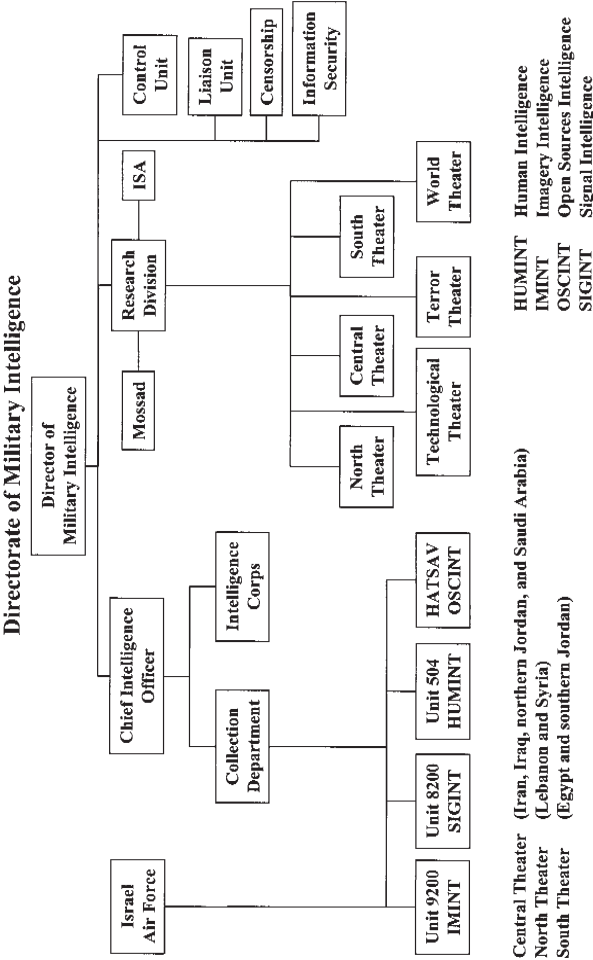 Directorate of Military Intelligence
Director of
Military Intelligence
Israel
Air Force
Chief Intelligence
Officer
Mossad
Research
Division
ISA
Control
Unit
Liaison
Unit
Censorship
Information
Security
Collection
Department
Intelligence
Corps
North
Theater
Central
Theater
South
Theater
Technological
Theater
Terror
Theater
World
Theater
Unit 9200
IMINT
Unit 8200
SIGINT
Unit 504
HUMINT
HATSAV
OSCINT
Central Theater (Iran, Iraq, northern Jordan, and Saudi Arabia)
North Theater (Lebanon and Syria)
South Theater (Egypt and southern Jordan)
HUMINT Human Intelligence
IMINT Imagery Intelligence
OSCINT Open Sources Intelligence
SIGINT Signal Intelligence